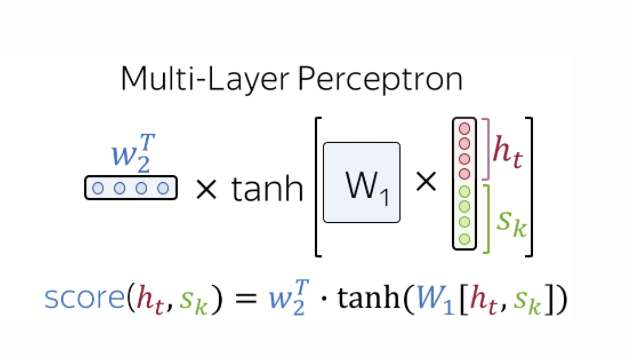 Multi-Layer Perceptron
w₂ᵀ × tanh [ W₁ × ] hₜ sₖ
score(hₜ, sₖ) = w₂ᵀ · tanh(W₁[hₜ, sₖ])